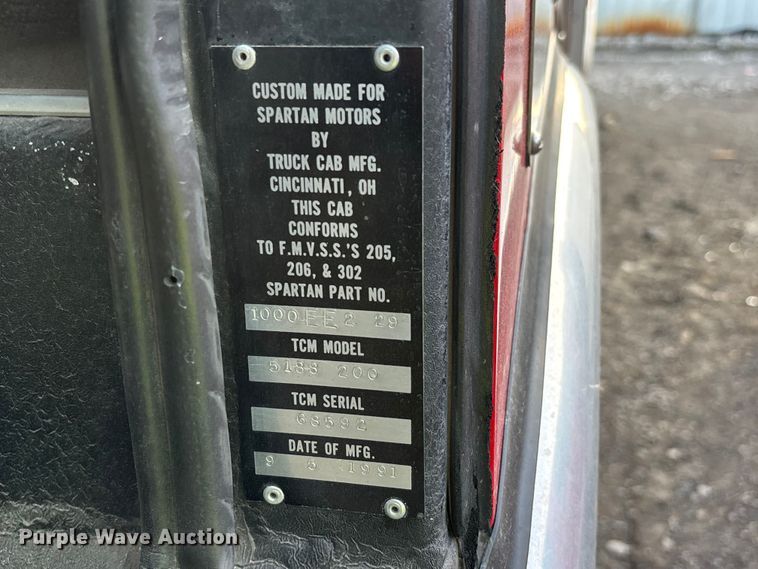 CUSTOM MADE FOR
SPARTAN MOTORS
BY
TRUCK CAB MFG.
CINCINNATI, OH
THIS CAB
CONFORMS
TO F.M.V.S.S.'S 205,
206, & 302
SPARTAN PART NO.
1000EE2 29
TCM MODEL
5188 200
TCM SERIAL
68592
DATE OF MFG.
9 5 1991
Purple Wave Auction